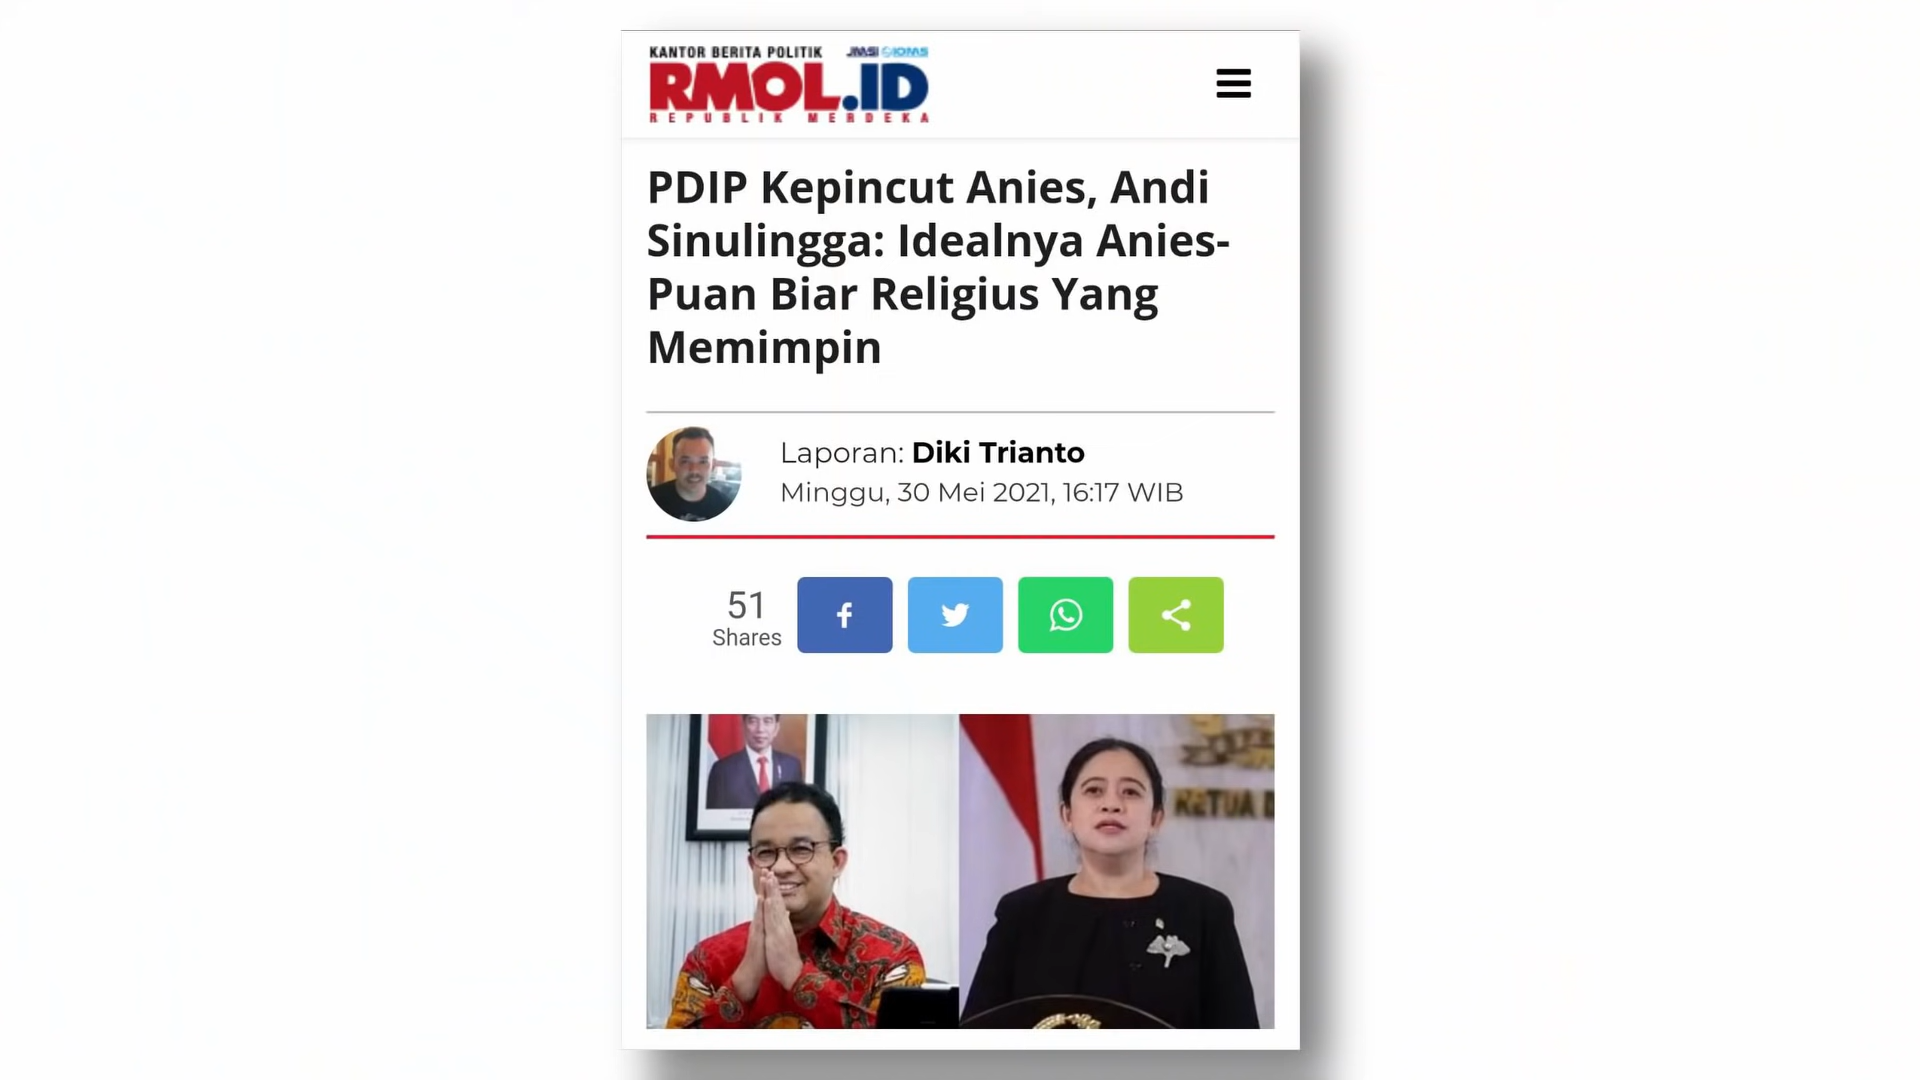 KANTOR BERITA POLITIK
RMOL.ID
REPUBLIK MERDEKA
PDIP Kepincut Anies, Andi
Sinulingga: Idealnya Anies-
Puan Biar Religius Yang
Memimpin
Laporan: Diki Trianto
Minggu, 30 Mei 2021, 16:17 WIB
51
Shares
KETUA D